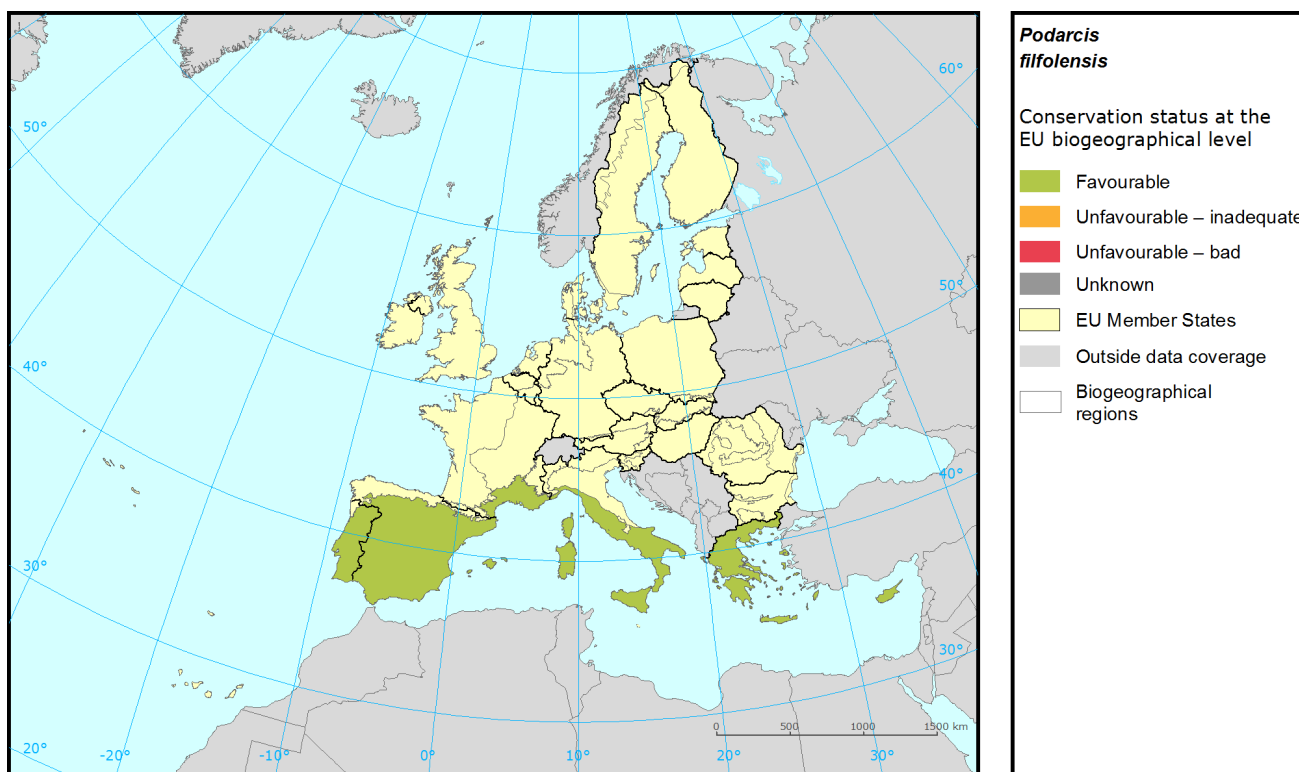 60°
50°
50°
40°
40°
30°
30°
20°
-20°
-10°
0°
10°
20°
30°
0
500
1000
1500 km
Podarcis
filfolensis
Conservation status at the
EU biogeographical level
Favourable
Unfavourable – inadequate
Unfavourable – bad
Unknown
EU Member States
Outside data coverage
Biogeographical
regions